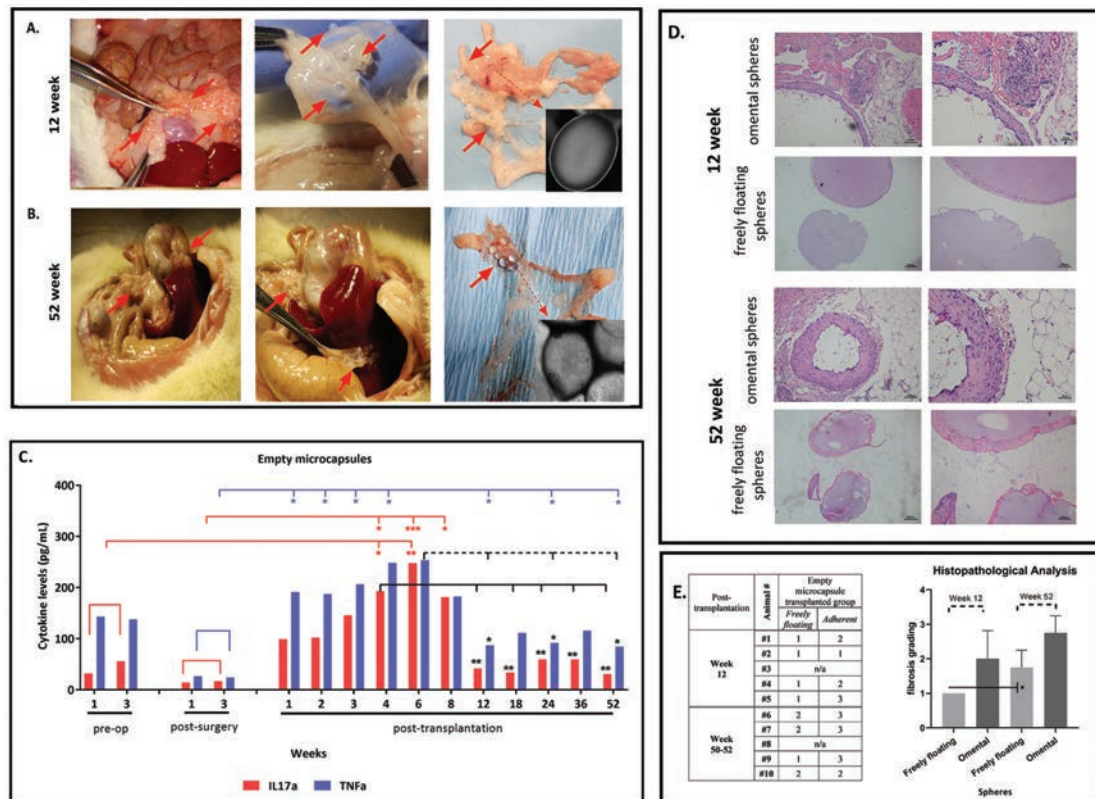 A.
12 week
B.
52 week
C.
Empty microcapsules
Cytokine levels (pg/mL)
400
300
200
100
0
1 3 1 3 1 2 3 4 6 8 12 18 24 36 52
pre-op post-surgery post-transplantation
Weeks
IL17a TNFa
* * * * * * *
* *** *
* **
* * *
** ** ** ** **
D.
12 week
omental spheres
freely floating
spheres
52 week
omental spheres
freely floating
spheres
E.
Post-
transplantation
Animal #
Empty
microcapsule
transplanted group
Freely
floating
Adherent
Week
12
#1 1 2
#2 1 1
#3 n/a
#4 1 2
#5 1 3
Week
50-52
#6 2 3
#7 2 3
#8 n/a
#9 1 3
#10 2 2
Histopathological Analysis
fibrosis grading
4
3
2
1
0
Week 12 Week 52
*
Freely floating
Omental
Freely floating
Omental
Spheres